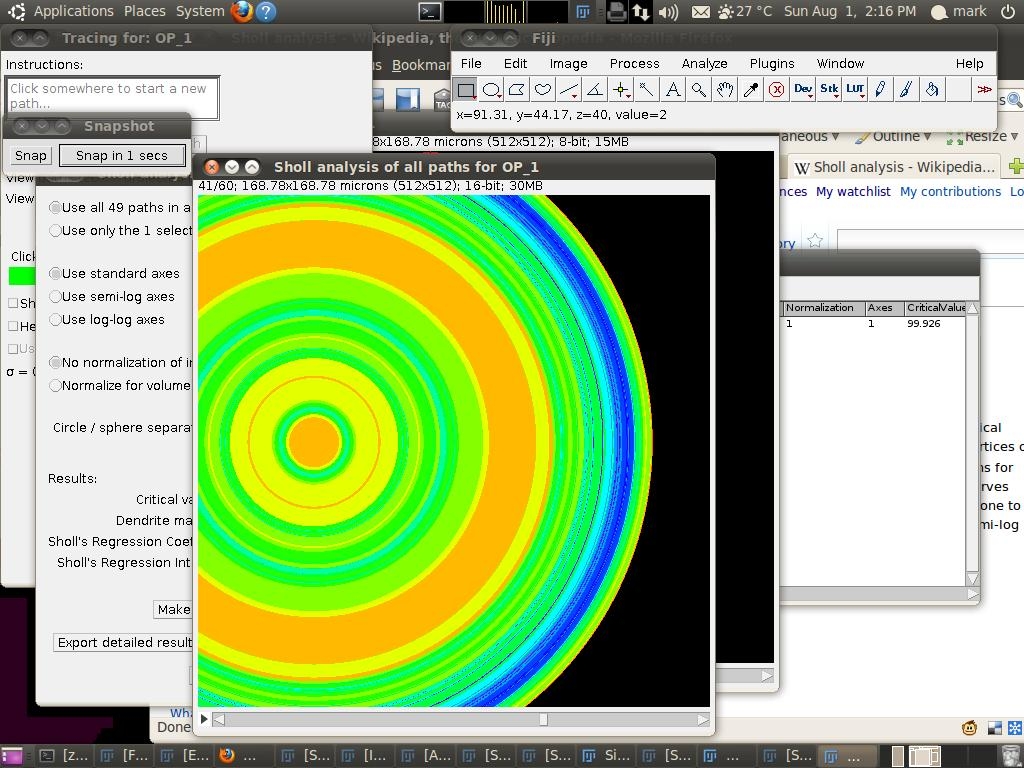 Applications Places System
27 °C Sun Aug 1, 2:16 PM mark
Tracing for: OP_1
Sholl analysis - Wikipedia, the
Mozilla Firefox
Fiji
Instructions:
Click somewhere to start a new
path...
Bookmar
File Edit Image Process Analyze Plugins Window Help
Dev Stk LUT
x=91.31, y=44.17, z=40, value=2
Snapshot
Snap Snap in 1 secs
8x168.78 microns (512x512); 8-bit; 15MB
aneous Outline Resize
Sholl analysis - Wikipedia...
Sholl analysis of all paths for OP_1
41/60; 168.78x168.78 microns (512x512); 16-bit; 30MB
nces My watchlist My contributions Lo
View
View
Use all 49 paths in a
Use only the 1 select
ory
Click
Use standard axes
Use semi-log axes
Use log-log axes
Sh
He
Us
σ = (
No normalization of in
Normalize for volume
Normalization Axes CriticalValue
1 1 99.926
Circle / sphere separat
Results:
Critical va
Dendrite ma
Sholl's Regression Coef
Sholl's Regression Int
ical
rtices o
ns for
rves
one to
mi-log
Make
Export detailed result
Wha
Done
[z... [F... [E... ... [S... [I... [A... [S... [S... Si... [S... ... [S... ...